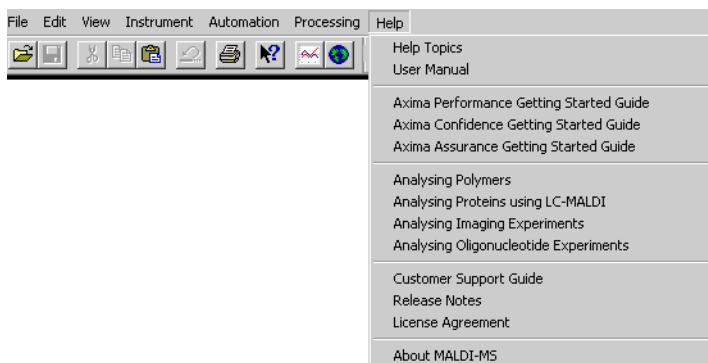 File Edit View Instrument Automation Processing Help
Help Topics
User Manual
Axima Performance Getting Started Guide
Axima Confidence Getting Started Guide
Axima Assurance Getting Started Guide
Analysing Polymers
Analysing Proteins using LC-MALDI
Analysing Imaging Experiments
Analysing Oligonucleotide Experiments
Customer Support Guide
Release Notes
License Agreement
About MALDI-MS